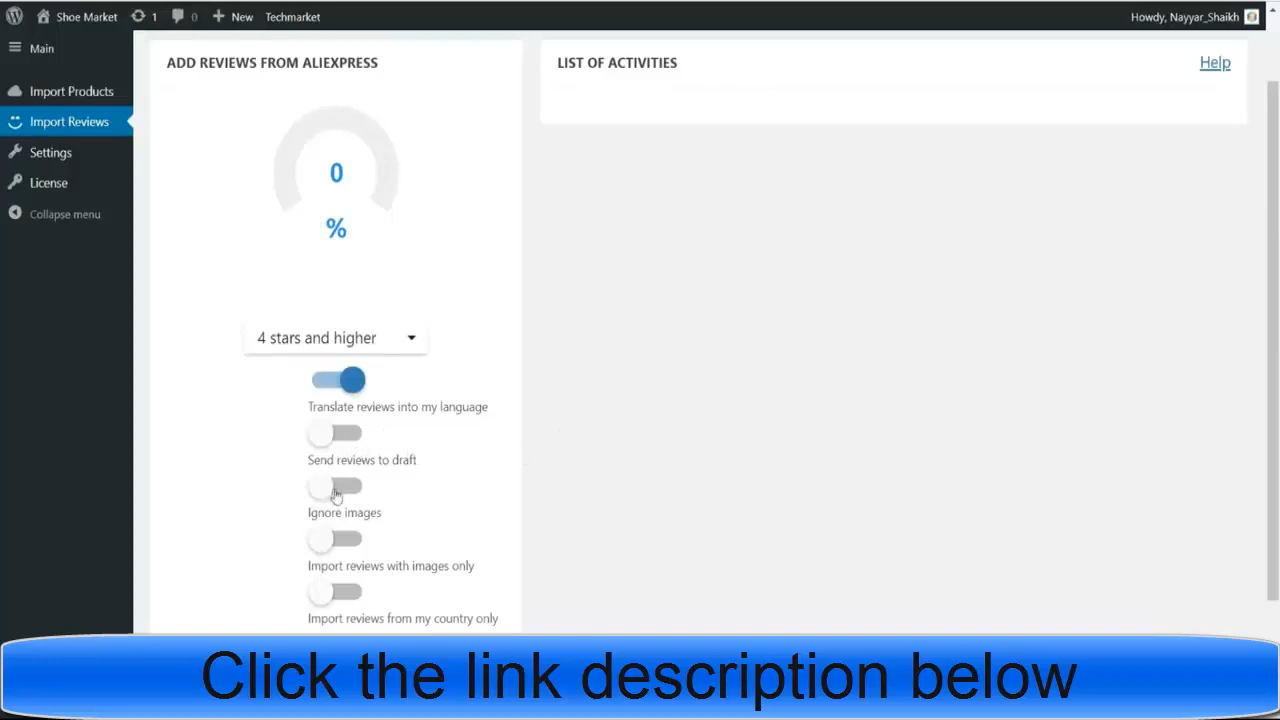 Shoe Market 1 0 New Techmarket Howdy, Nayyar_Shaikh
Main
Import Products
Import Reviews
Settings
License
Collapse menu
ADD REVIEWS FROM ALIEXPRESS
0
%
4 stars and higher
Translate reviews into my language
Send reviews to draft
Ignore images
Import reviews with images only
Import reviews from my country only
LIST OF ACTIVITIES Help
Click the link description below